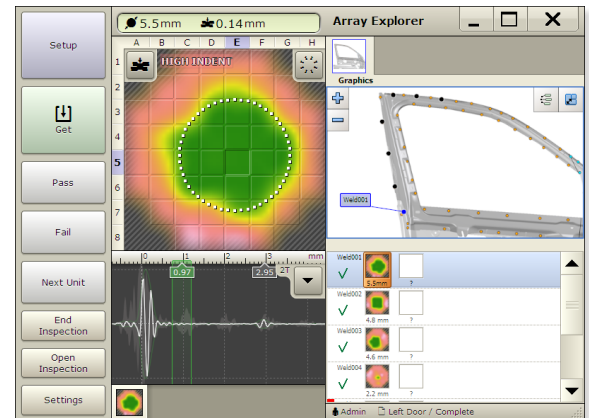 Setup
Get
Pass
Fail
Next Unit
End
Inspection
Open
Inspection
Settings
5.5mm 0.14mm
A B C D E F G H
1
2
3
4
5
6
7
8
HIGH INDENT
0 1 2 3 mm
0.97 2.95 2T
Array Explorer
Graphics
Weld001
Weld001
5.5mm ?
Weld002
4.8 mm ?
Weld003
4.6 mm ?
Weld004
2.2 mm ?
Admin Left Door / Complete